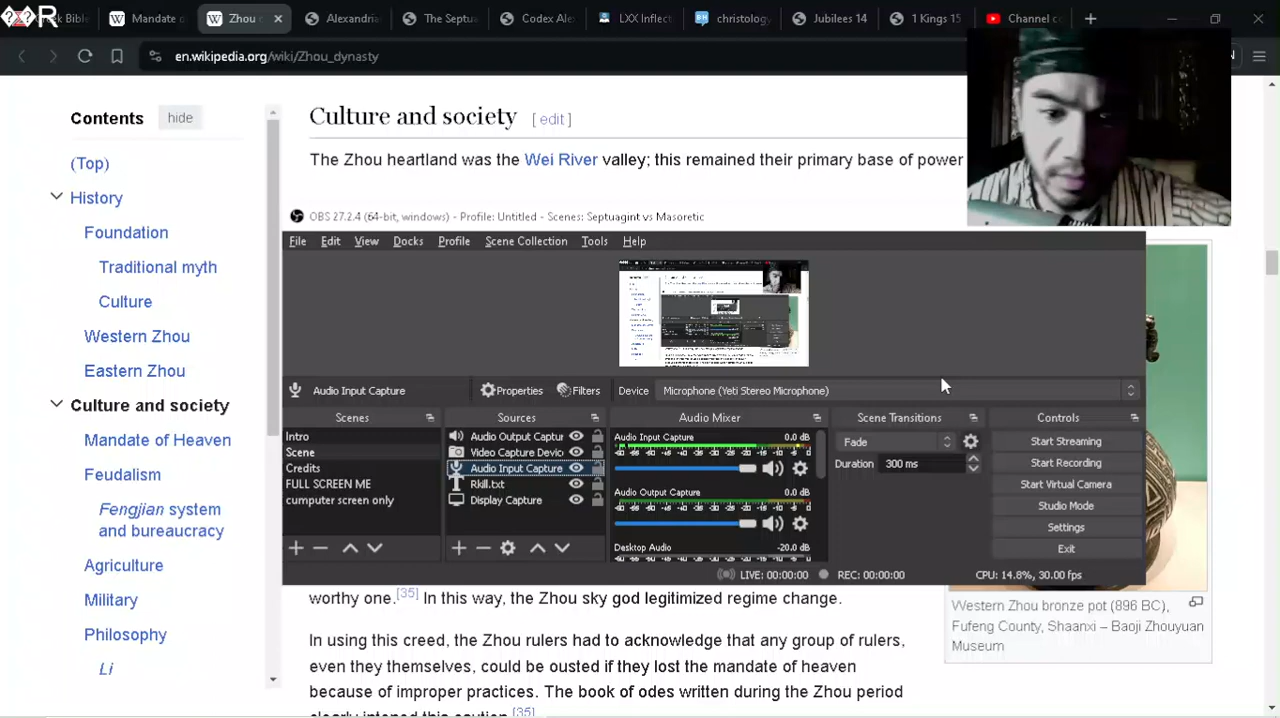 Bible
Mandate o
Zhou
Alexandria
The Septua
Codex Ale
LXX Inflect
christology
Jubilees 14
1 Kings 15
Channel c
en.wikipedia.org/wiki/Zhou_dynasty
Contents
hide
(Top)
History
Foundation
Traditional myth
Culture
Western Zhou
Eastern Zhou
Culture and society
Mandate of Heaven
Feudalism
Fengjian system
and bureaucracy
Agriculture
Military
Philosophy
Li
Culture and society [ edit ]
The Zhou heartland was the Wei River valley; this remained their primary base of power
OBS 27.2.4 (64-bit, windows) - Profile: Untitled - Scenes: Septuagint vs Masoretic
File Edit View Docks Profile Scene Collection Tools Help
Audio Input Capture Properties Filters Device Microphone (Yeti Stereo Microphone)
Scenes
Intro
Scene
Credits
FULL SCREEN ME
cumputer screen only
Sources
Audio Output Captur
Video Capture Devic
Audio Input Capture
Rkill.txt
Display Capture
Audio Mixer
Audio Input Capture 0.0 dB
Audio Output Capture 0.0 dB
Desktop Audio -20.0 dB
Scene Transitions
Fade
Duration 300 ms
Controls
Start Streaming
Start Recording
Start Virtual Camera
Studio Mode
Settings
Exit
LIVE: 00:00:00 REC: 00:00:00 CPU: 14.8%, 30.00 fps
worthy one.[35] In this way, the Zhou sky god legitimized regime change.
In using this creed, the Zhou rulers had to acknowledge that any group of rulers,
even they themselves, could be ousted if they lost the mandate of heaven
because of improper practices. The book of odes written during the Zhou period
clearly intoned this caution.[35]
Western Zhou bronze pot (896 BC),
Fufeng County, Shaanxi – Baoji Zhouyuan
Museum